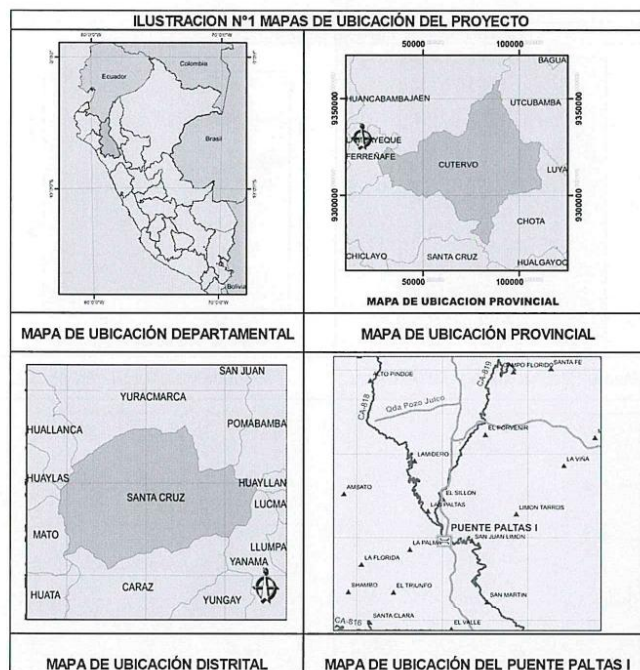 ILUSTRACION N°1 MAPAS DE UBICACIÓN DEL PROYECTO
Ecuador
Colombia
Brasil
Bolivia
MAPA DE UBICACIÓN DEPARTAMENTAL
50000 100000
BAGUA
HUANCABAMBA JAEN
UTCUBAMBA
9350000 9350000
FERREÑAFE
CUTERVO
LUYA
9300000 9300000
CHOTA
CHICLAYO SANTA CRUZ HUALGAYOC
50000 100000
MAPA DE UBICACION PROVINCIAL
MAPA DE UBICACIÓN PROVINCIAL
SAN JUAN
YURACMARCA
HUALLANCA
POMABAMBA
HUAYLAS
HUAYLLAN
SANTA CRUZ
LUCMA
MATO
LLUMPA
YANAMA
CARAZ
HUATA
YUNGAY
MAPA DE UBICACIÓN DISTRITAL
CAMPO FLORIDO SANTA FE
ALTO PINDOE
CA-819
CA-818
Qda Pozo Julco
EL PORVENIR
LAMIDERO
LA VIÑA
AMSATO
EL SILLON
LAS PALTAS
LIMON TARROS
PUENTE PALTAS I
LA PALMA
SAN JUAN LIMON
LA FLORIDA
SHAMBO EL TRIUNFO
SAN MARTIN
SANTA CLARA
CA-816
EL VALLE
MAPA DE UBICACIÓN DEL PUENTE PALTAS I